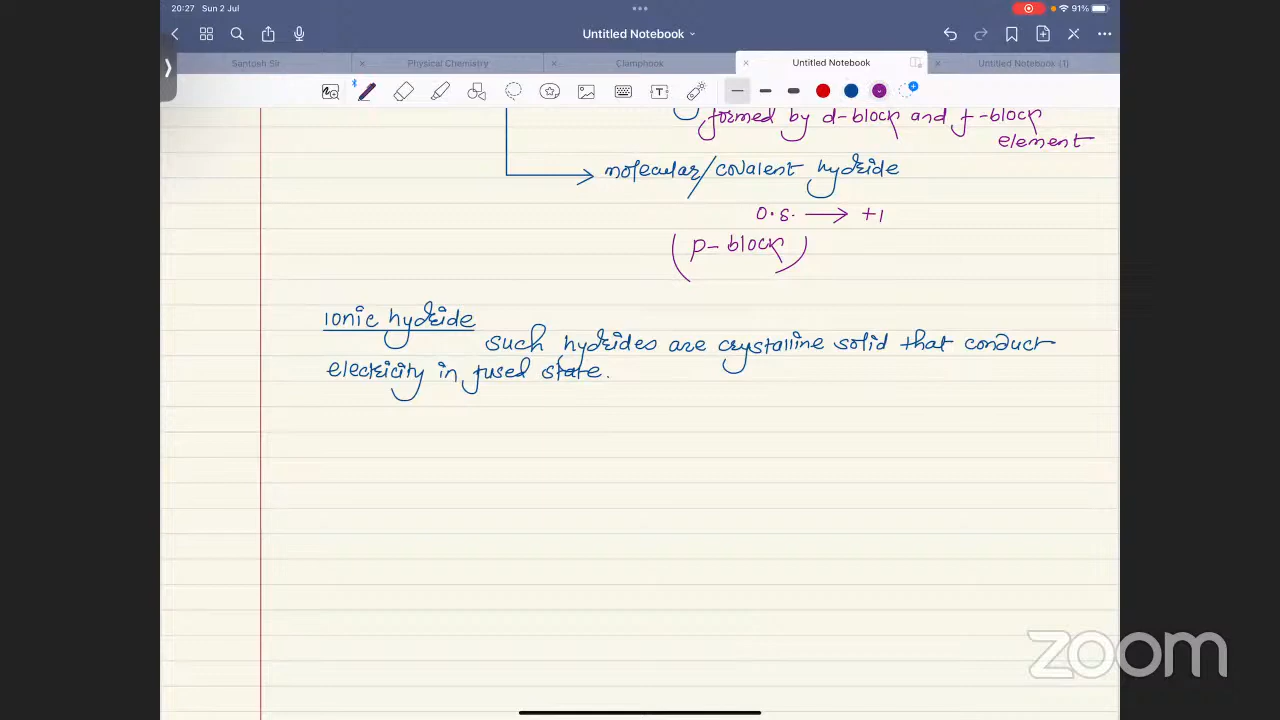 20:27 Sun 2 Jul
91%
Untitled Notebook
Santosh Sir
Physical Chemistry
Clamphook
Untitled Notebook
Untitled Notebook (1)
formed by d-block and f-block
element
molecular/covalent hydride
O.S. → +1
(p-block)
Ionic hydride
such hydrides are crystalline solid that conduct
electricity in fused state.
zoom